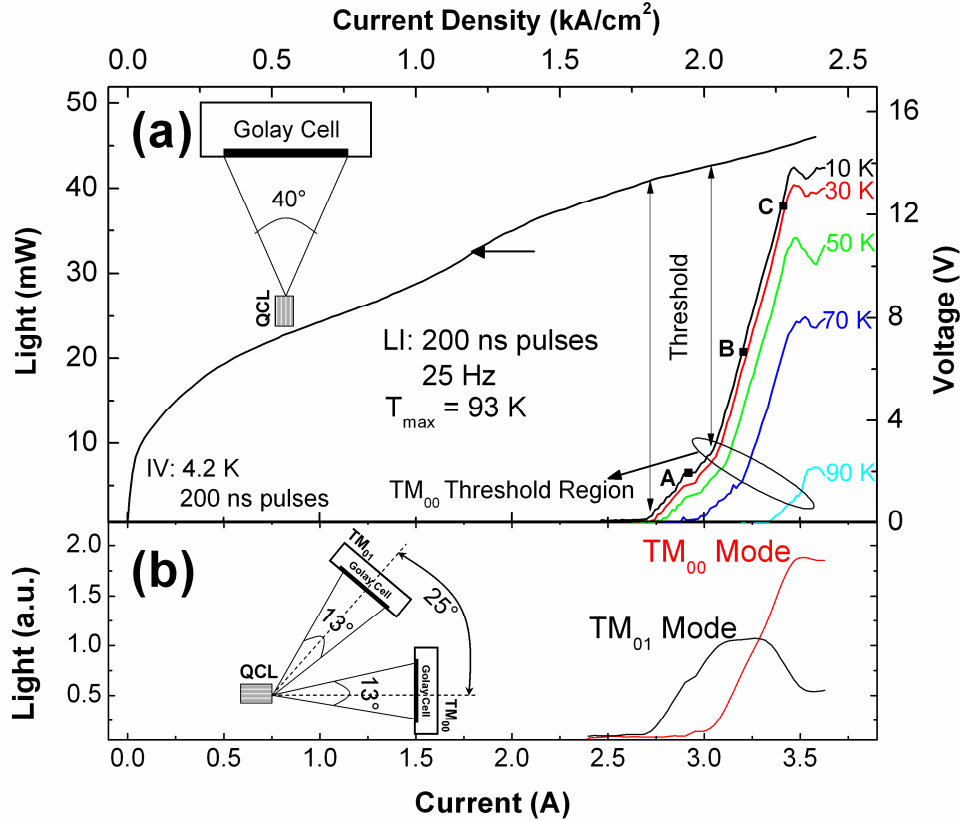 Current Density (kA/cm²)
0.0 0.5 1.0 1.5 2.0 2.5
50
40
30
20
10
Light (mW)
16
12
8
4
0
Voltage (V)
(a)
Golay Cell
40°
QCL
10 K
30 K
50 K
70 K
90 K
C
B
A
Threshold
LI: 200 ns pulses
25 Hz
Tmax = 93 K
IV: 4.2 K
200 ns pulses
TM00 Threshold Region
(b)
2.0
1.5
1.0
0.5
Light (a.u.)
TM01
Golay Cell
25°
13°
QCL
13°
Golay Cell
TM00
TM00 Mode
TM01 Mode
0.0 0.5 1.0 1.5 2.0 2.5 3.0 3.5
Current (A)